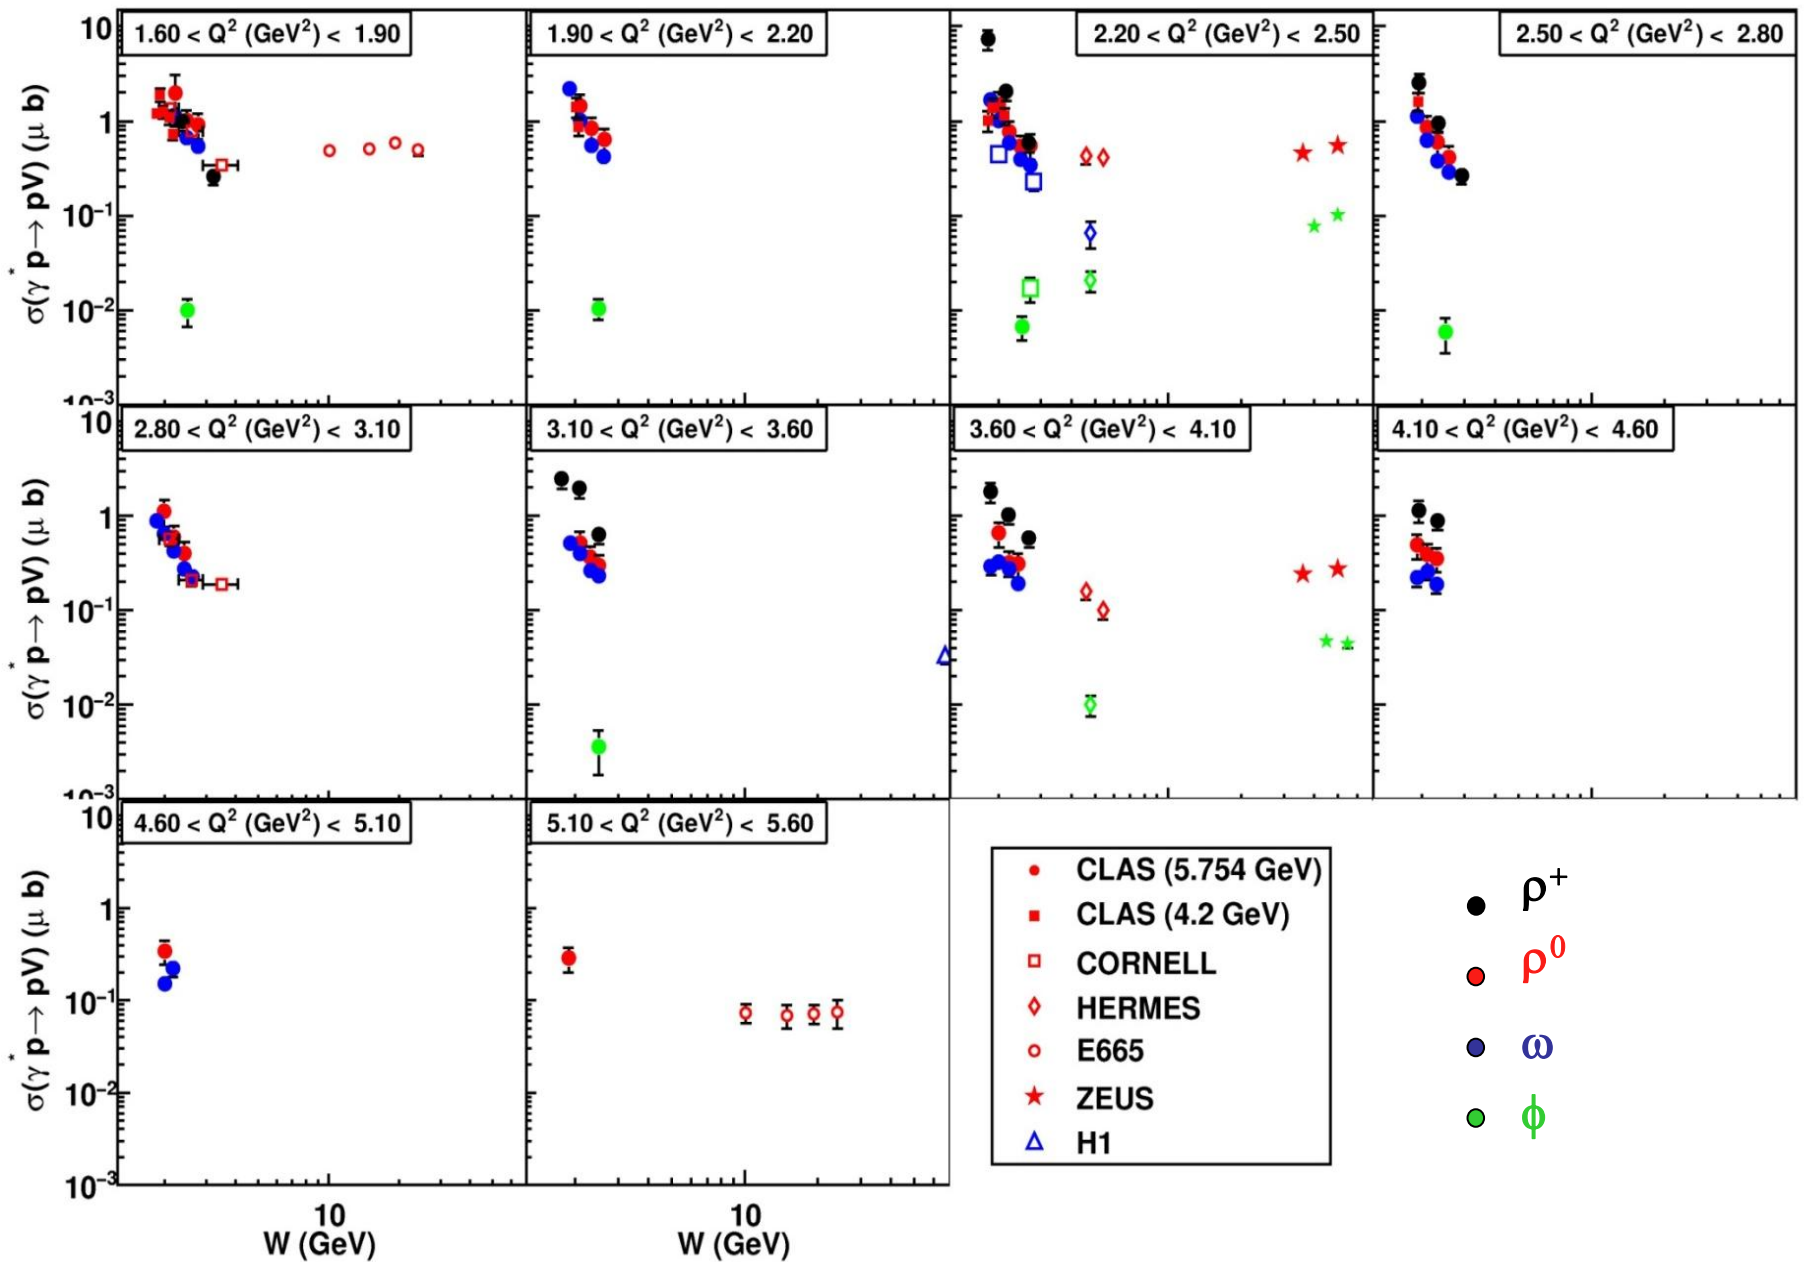 1.60 < Q² (GeV²) < 1.90
1.90 < Q² (GeV²) < 2.20
2.20 < Q² (GeV²) < 2.50
2.50 < Q² (GeV²) < 2.80
σ(γ* p→ pV) (μ b)
10
1
10⁻¹
10⁻²
10⁻³
2.80 < Q² (GeV²) < 3.10
3.10 < Q² (GeV²) < 3.60
3.60 < Q² (GeV²) < 4.10
4.10 < Q² (GeV²) < 4.60
σ(γ* p→ pV) (μ b)
10
1
10⁻¹
10⁻²
10⁻³
4.60 < Q² (GeV²) < 5.10
5.10 < Q² (GeV²) < 5.60
σ(γ* p→ pV) (μ b)
10
1
10⁻¹
10⁻²
10⁻³
10
10
W (GeV)
W (GeV)
CLAS (5.754 GeV)
CLAS (4.2 GeV)
CORNELL
HERMES
E665
ZEUS
H1
ρ⁺
ρ⁰
ω
ϕ